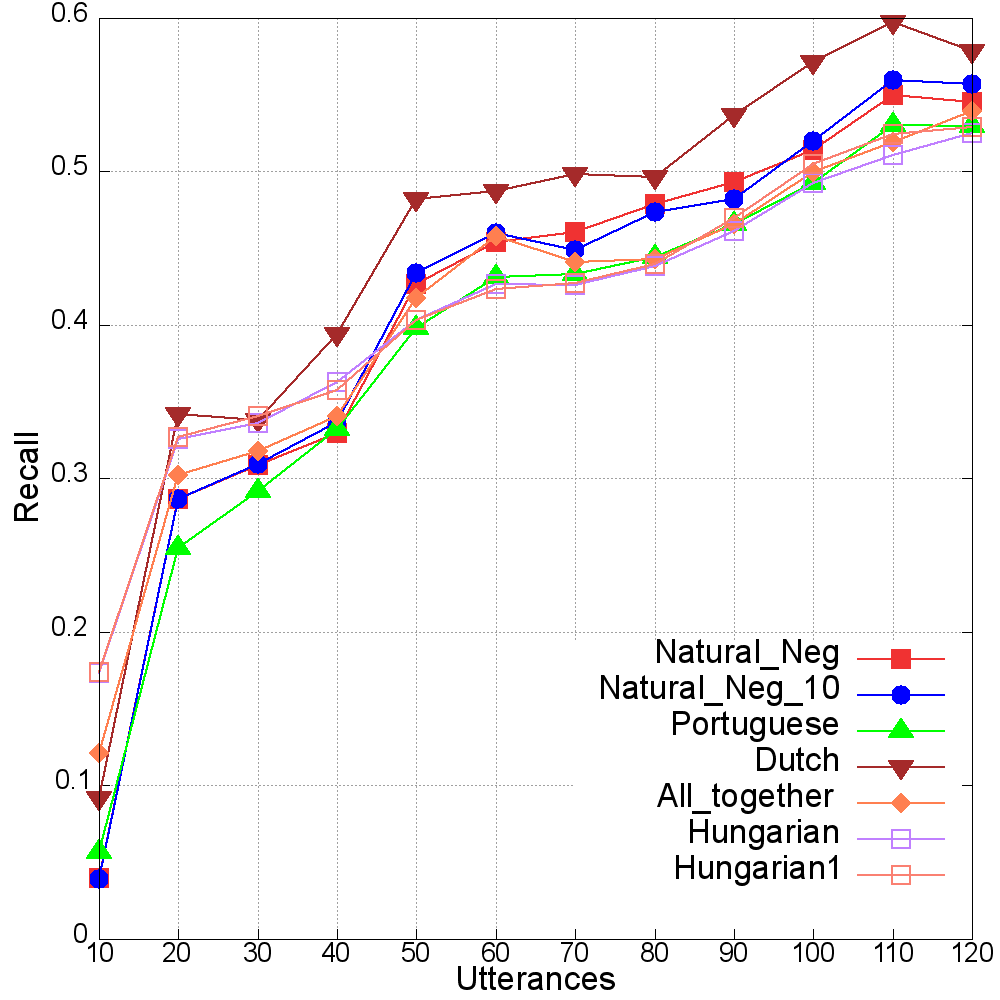 0.6
0.5
0.4
0.3
0.2
0.1
0
Recall
Natural_Neg
Natural_Neg_10
Portuguese
Dutch
All_together
Hungarian
Hungarian1
10 20 30 40 50 60 70 80 90 100 110 120
Utterances